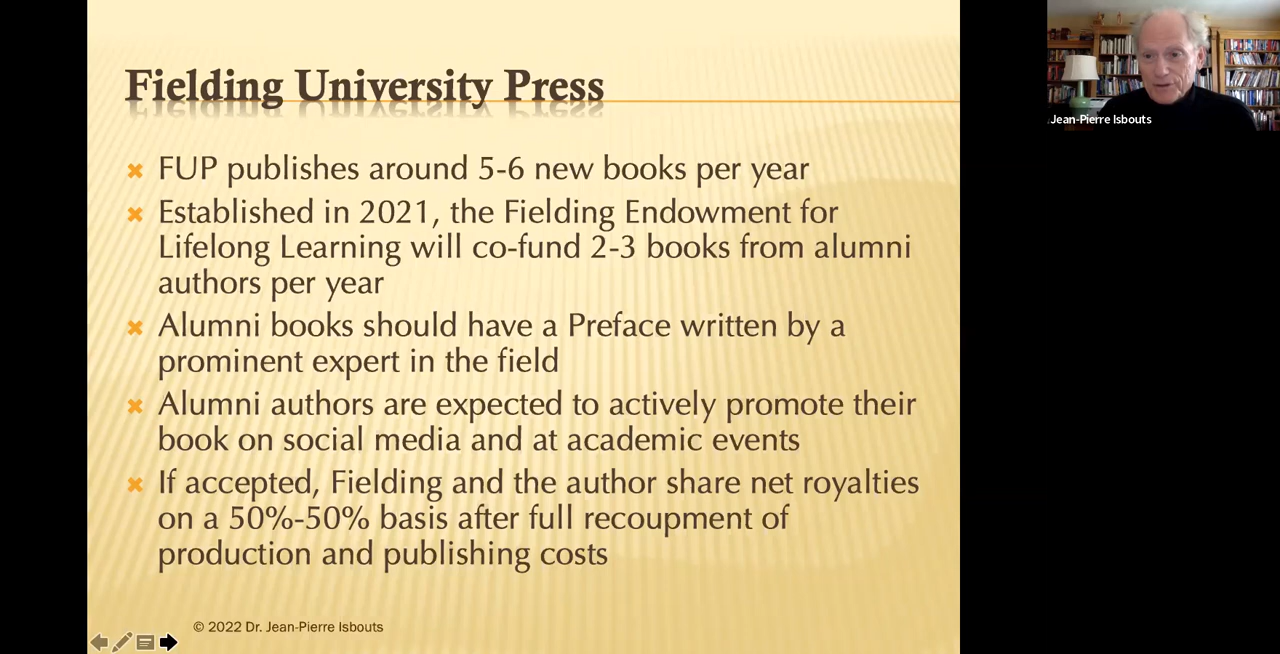 Fielding University Press
FUP publishes around 5-6 new books per year
Established in 2021, the Fielding Endowment for
Lifelong Learning will co-fund 2-3 books from alumni
authors per year
Alumni books should have a Preface written by a
prominent expert in the field
Alumni authors are expected to actively promote their
book on social media and at academic events
If accepted, Fielding and the author share net royalties
on a 50%-50% basis after full recoupment of
production and publishing costs
© 2022 Dr. Jean-Pierre Isbouts
Jean-Pierre Isbouts